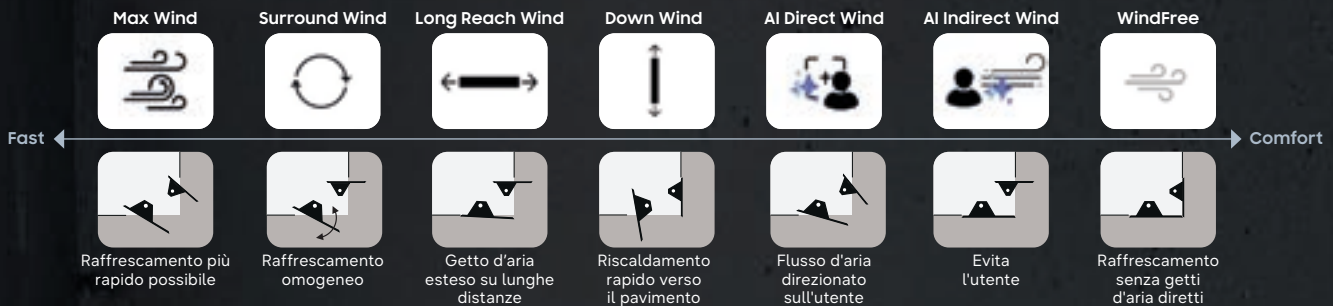 Max Wind
Surround Wind
Long Reach Wind
Down Wind
AI Direct Wind
AI Indirect Wind
WindFree
Fast
Comfort
Raffrescamento più
rapido possibile
Raffrescamento
omogeneo
Getto d'aria
esteso su lunghe
distanze
Riscaldamento
rapido verso
il pavimento
Flusso d'aria
direzionato
sull'utente
Evita
l'utente
Raffrescamento
senza getti
d'aria diretti